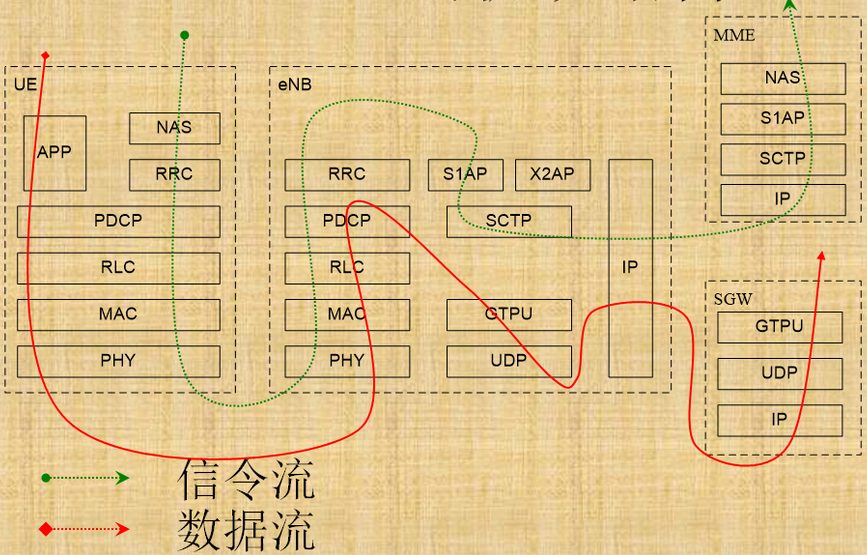 UE
APP
NAS
RRC
PDCP
RLC
MAC
PHY
eNB
RRC
S1AP
X2AP
PDCP
SCTP
RLC
IP
MAC
GTPU
PHY
UDP
MME
NAS
S1AP
SCTP
IP
SGW
GTPU
UDP
IP
信令流
数据流